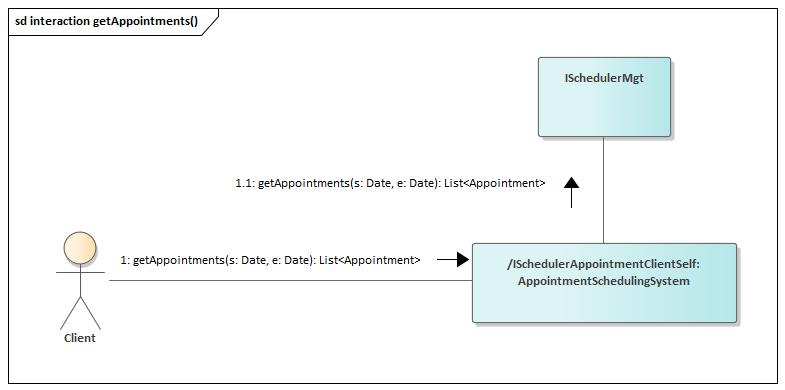 sd interaction getAppointments()
ISchedulerMgt
1.1: getAppointments(s: Date, e: Date): List<Appointment>
1: getAppointments(s: Date, e: Date): List<Appointment>
/ISchedulerAppointmentClientSelf:
AppointmentSchedulingSystem
Client